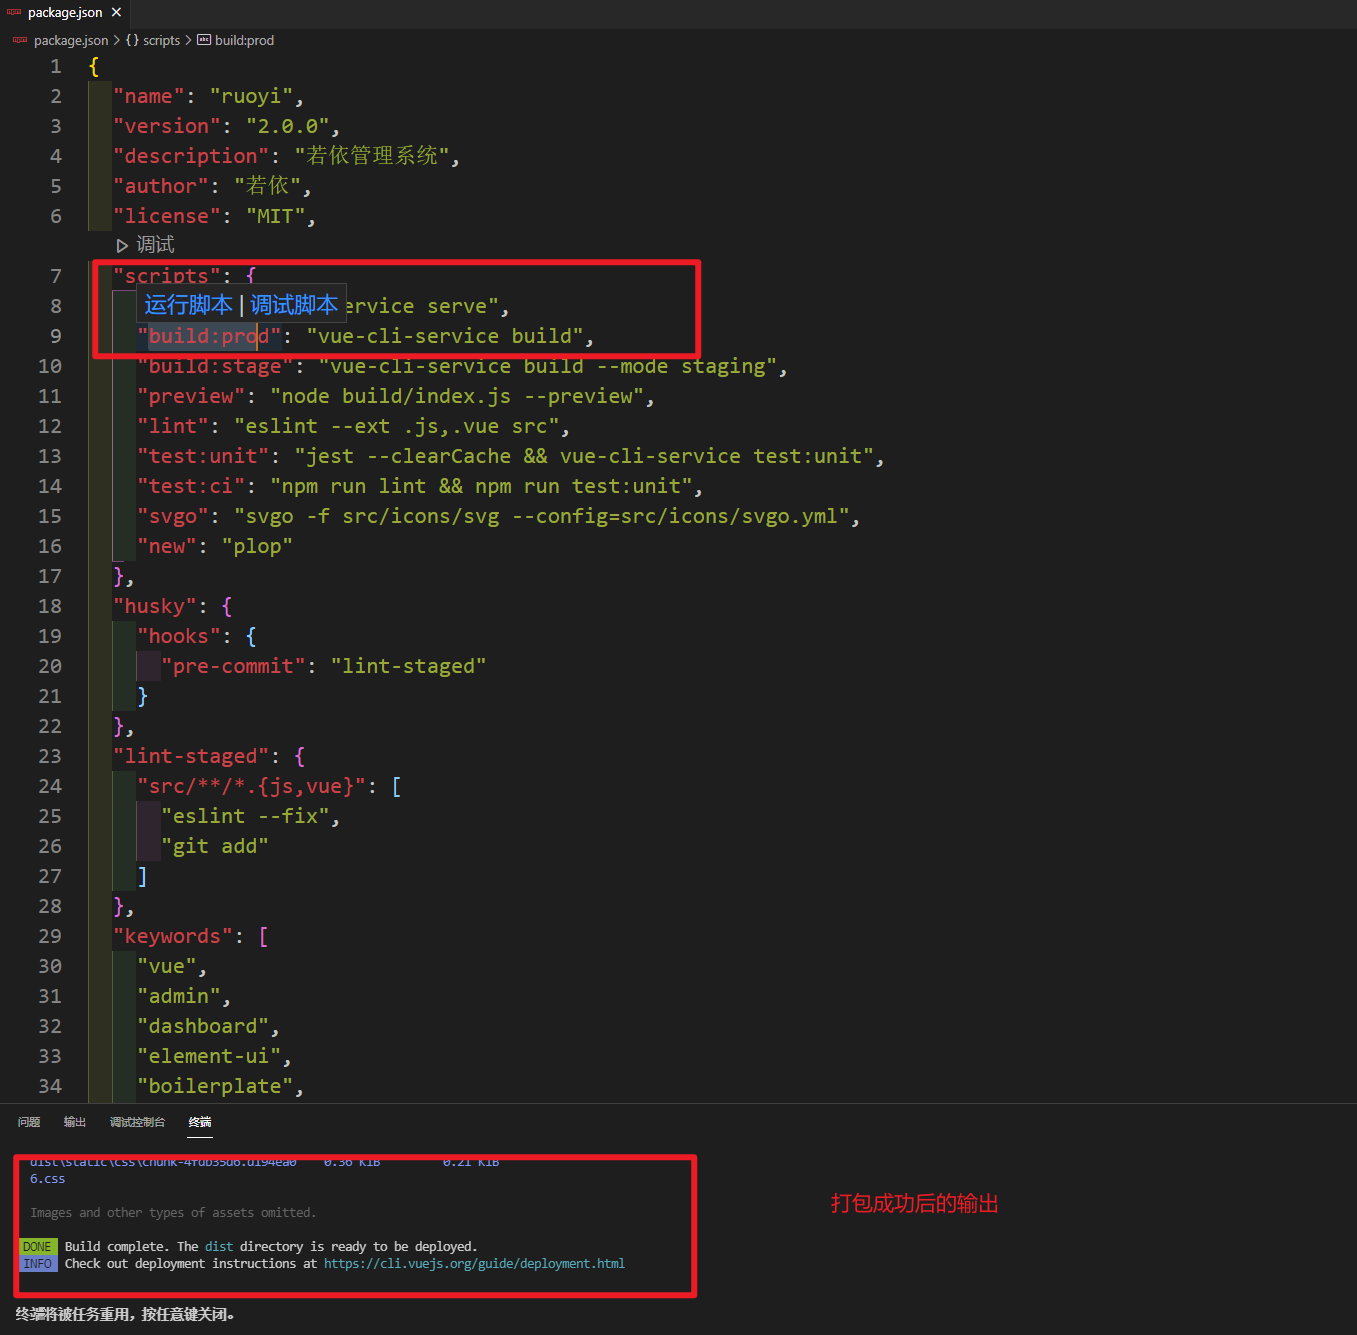 package.json
package.json > {} scripts > build:prod
1 {
2 "name": "ruoyi",
3 "version": "2.0.0",
4 "description": "若依管理系统",
5 "author": "若依",
6 "license": "MIT",
调试
7 "scripts": {
运行脚本 | 调试脚本
8 ervice serve",
9 "build:prod": "vue-cli-service build",
10 "build:stage": "vue-cli-service build --mode staging",
11 "preview": "node build/index.js --preview",
12 "lint": "eslint --ext .js,.vue src",
13 "test:unit": "jest --clearCache && vue-cli-service test:unit",
14 "test:ci": "npm run lint && npm run test:unit",
15 "svgo": "svgo -f src/icons/svg --config=src/icons/svgo.yml",
16 "new": "plop"
17 },
18 "husky": {
19 "hooks": {
20 "pre-commit": "lint-staged"
21 }
22 },
23 "lint-staged": {
24 "src/**/*.{js,vue}": [
25 "eslint --fix",
26 "git add"
27 ]
28 },
29 "keywords": [
30 "vue",
31 "admin",
32 "dashboard",
33 "element-ui",
34 "boilerplate",
问题 输出 调试控制台 终端
dist\static\css\chunk-4fdb35d6.d194ea0 0.36 KiB 0.21 KiB
6.css
打包成功后的输出
Images and other types of assets omitted.
DONE Build complete. The dist directory is ready to be deployed.
INFO Check out deployment instructions at https://cli.vuejs.org/guide/deployment.html
终端将被任务重用，按任意键关闭。